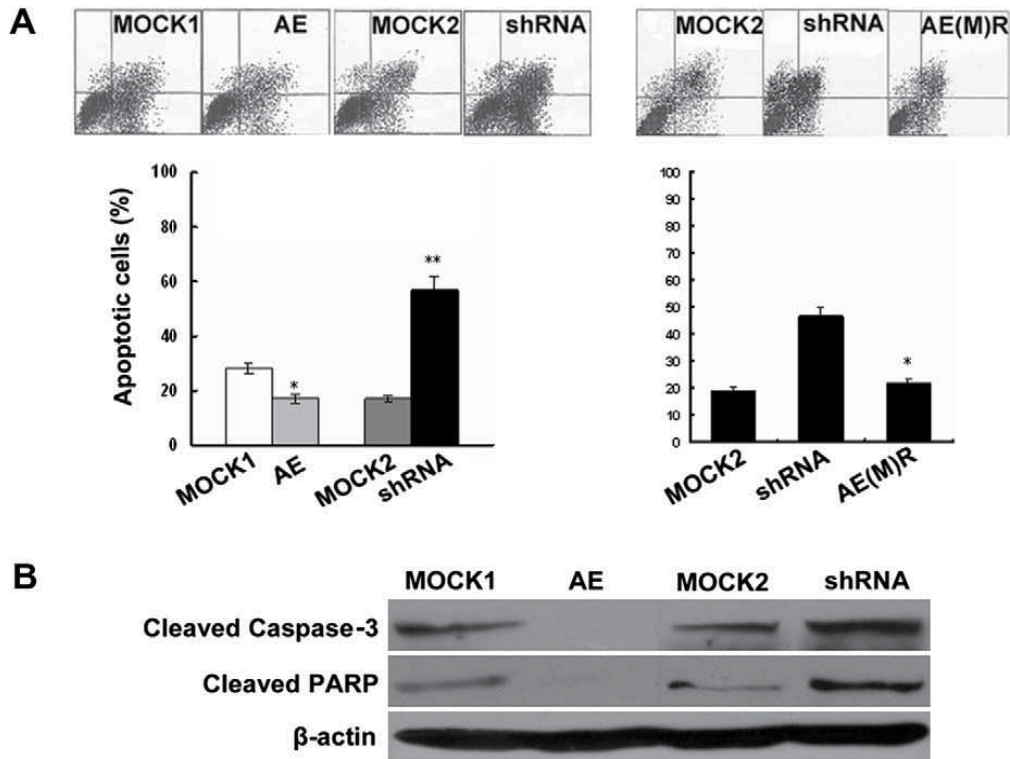 A
MOCK1 AE MOCK2 shRNA
MOCK2 shRNA AE(M)R
Apoptotic cells (%)
100
80
60
40
20
0
**
*
MOCK1 AE MOCK2 shRNA
100
90
80
70
60
50
40
30
20
10
0
*
MOCK2 shRNA AE(M)R
B
MOCK1 AE MOCK2 shRNA
Cleaved Caspase-3
Cleaved PARP
β-actin